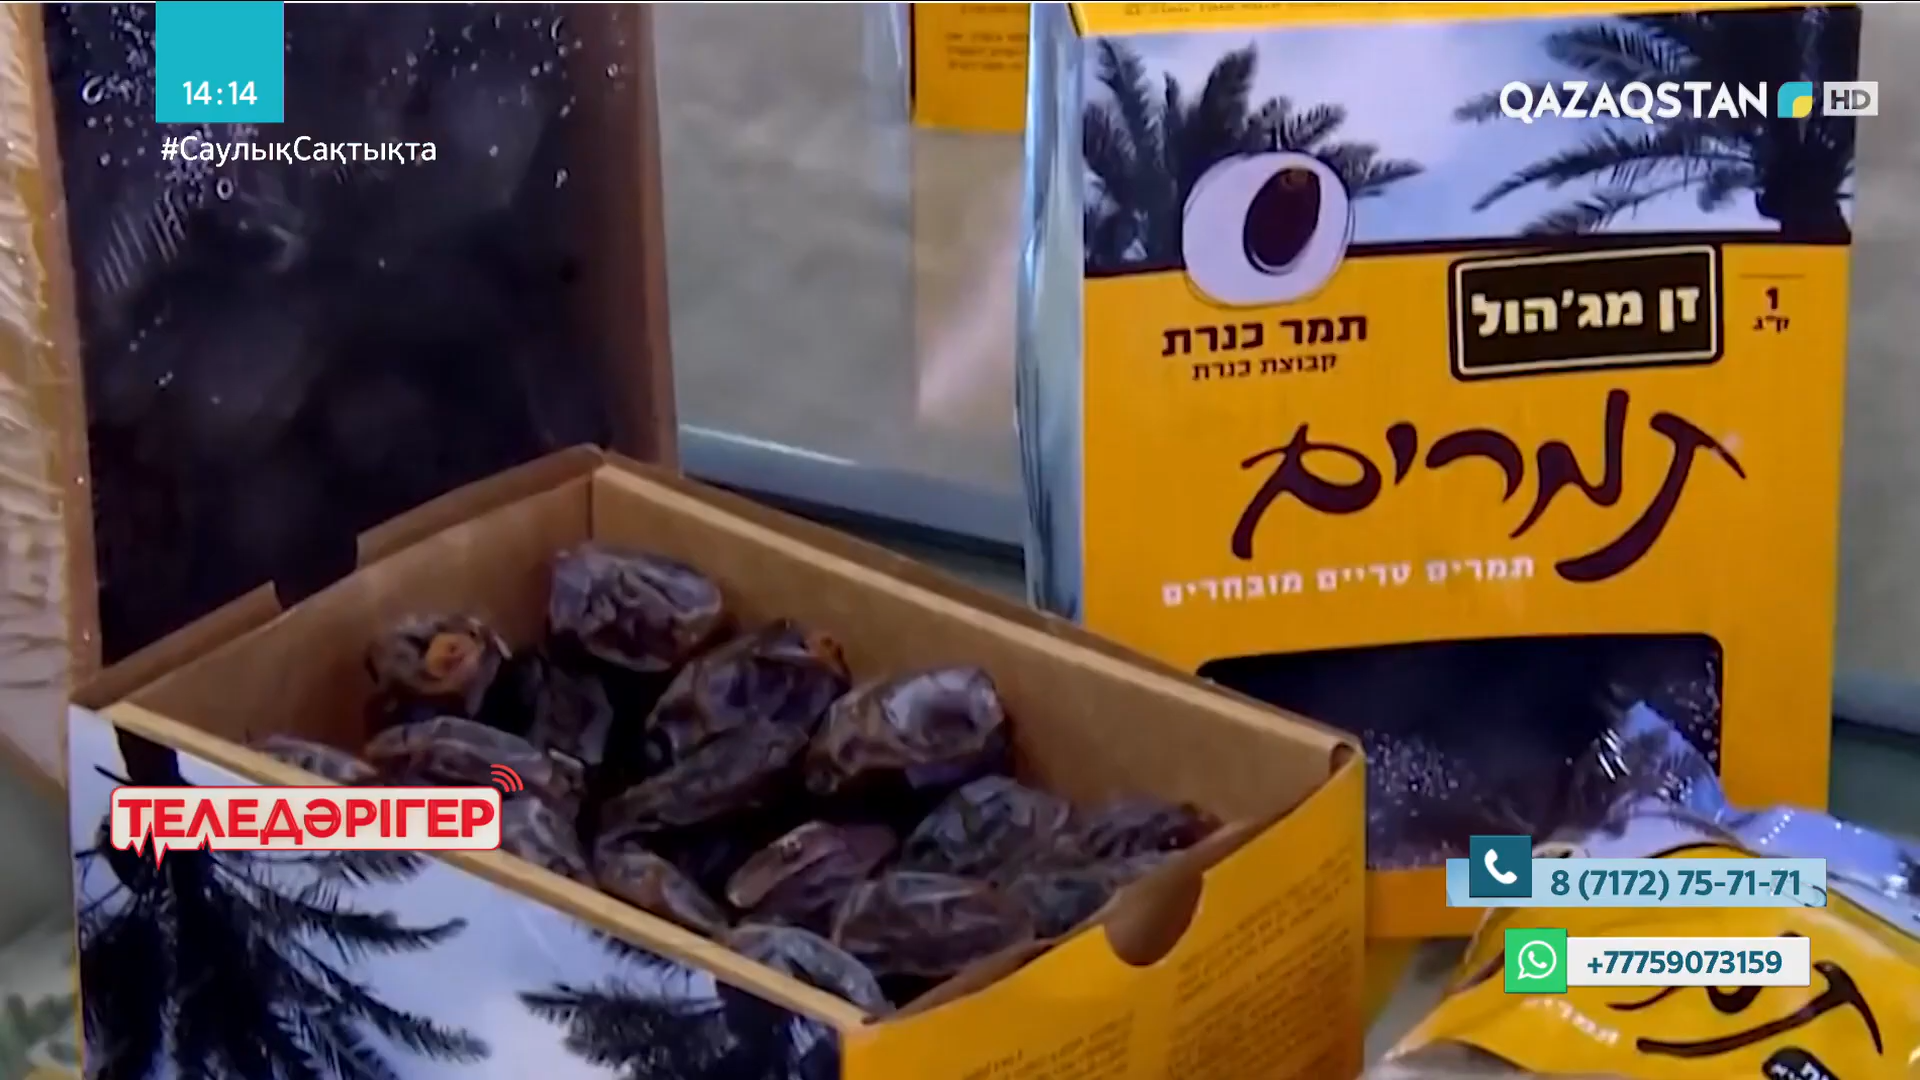 14:14
#СаулықСақтықта
QAZAQSTAN HD
זן מג׳הול
1
ק״ג
תמר כנרת
קבוצת כנרת
תמרים
תמרים טריים מובחרים
ТЕЛЕДӘРІГЕР
8 (7172) 75-71-71
+77759073159